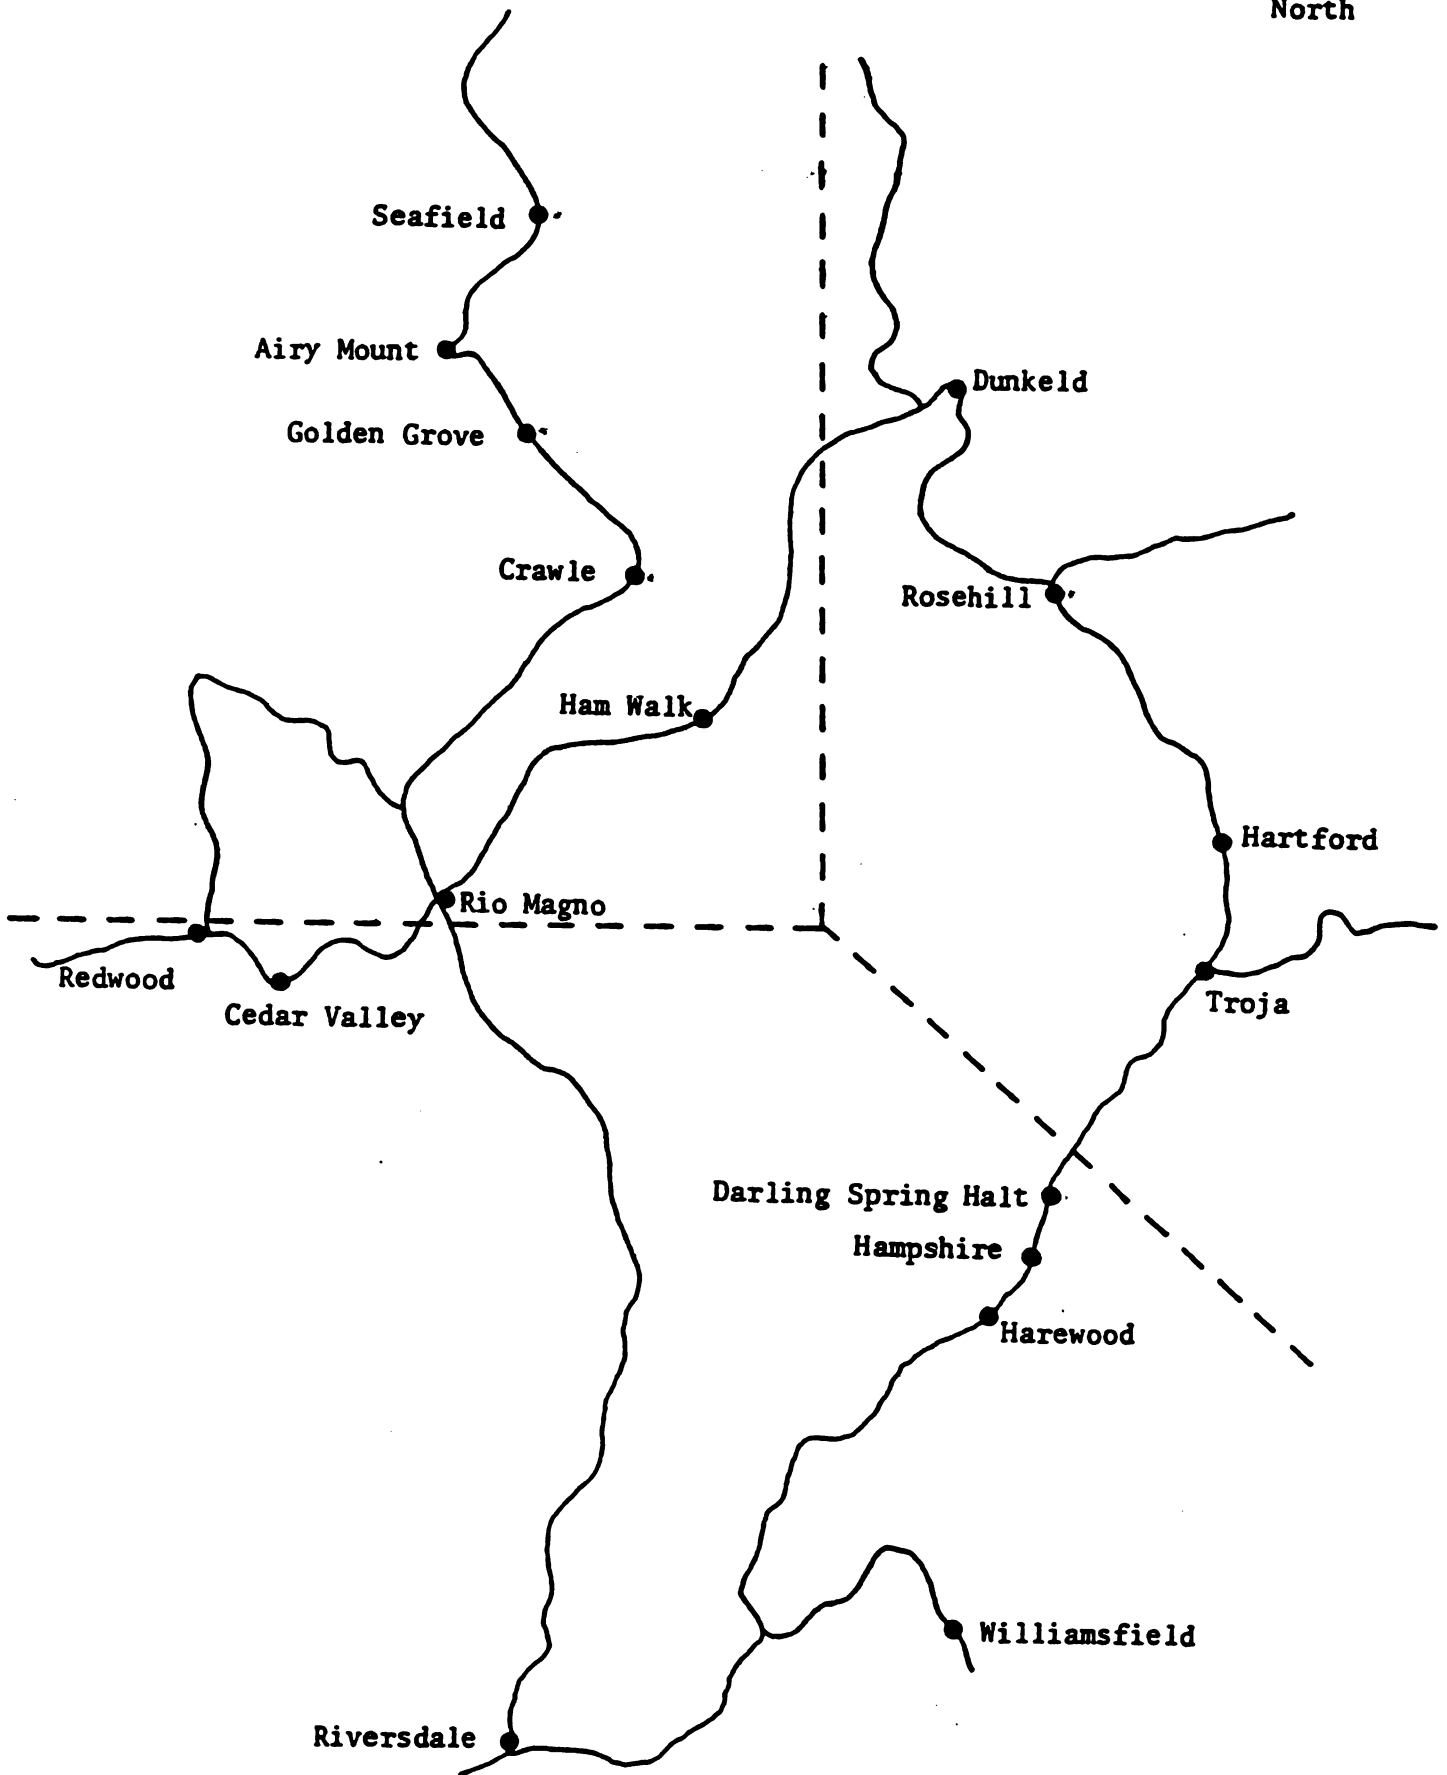 North
Seafield
Airy Mount
Dunkeld
Golden Grove
Crawle
Rosehill
Ham Walk
Hartford
Rio Magno
Redwood
Cedar Valley
Troja
Darling Spring Halt
Hampshire
Harewood
Williamsfield
Riversdale